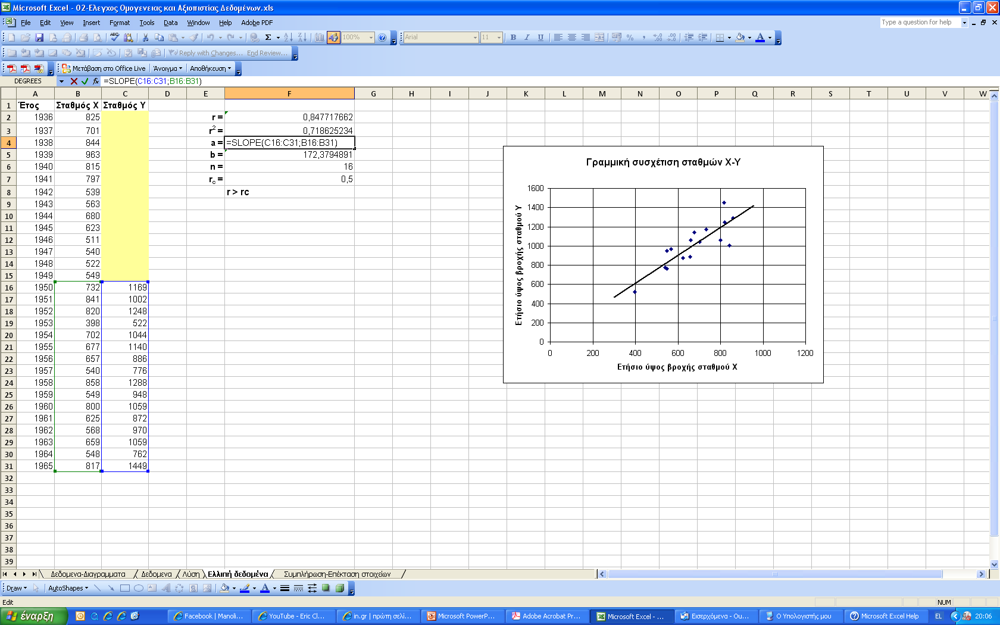 Microsoft Excel - 02-Ελεγχος Ομογενειας και Αξιοπιστίας Δεδομένων.xls
File Edit View Insert Format Tools Data Window Help Adobe PDF
Type a question for help
100% Arial 11 B I U
Reply with Changes... End Review...
Μετάβαση στο Office Live Άνοιγμα Αποθήκευση
DEGREES fx =SLOPE(C16:C31;B16:B31)
A B C D E F G H I J K L M N O P Q R S T U V W
1 Έτος Σταθμός Χ Σταθμός Υ
2 1936 825 r = 0,847717662
3 1937 701 r2 = 0,718625234
4 1938 844 a = =SLOPE(C16:C31;B16:B31)
5 1939 963 b = 172,3794891
6 1940 815 n = 16
7 1941 797 rc = 0,5
8 1942 539 r > rc
9 1943 563
10 1944 680
11 1945 623
12 1946 511
13 1947 540
14 1948 522
15 1949 549
16 1950 732 1169
17 1951 841 1002
18 1952 820 1248
19 1953 398 522
20 1954 702 1044
21 1955 677 1140
22 1956 657 886
23 1957 540 776
24 1958 858 1288
25 1959 549 948
26 1960 800 1059
27 1961 625 872
28 1962 568 970
29 1963 659 1059
30 1964 548 762
31 1965 817 1449
32
33
34
35
36
37
38
39
Γραμμική συσχέτιση σταθμών Χ-Υ
Ετήσιο ύψος βροχής σταθμού Υ
1600
1400
1200
1000
800
600
400
200
0
0 200 400 600 800 1000 1200
Ετήσιο ύψος βροχής σταθμού Χ
Δεδομενα-Διαγραμματα Δεδομενα Λύση Ελλιπή δεδομένα Συμπλήρωση-Επέκταση στοιχείων
Draw AutoShapes
Edit NUM
έναρξη Facebook | Manoli... YouTube - Eric Cl... in.gr | πρώτη σελί... Microsoft PowerP... Adobe Acrobat Pr... Microsoft Excel - ... Εισερχόμενα - Ou... Ο Υπολογιστής μου Microsoft Excel Help EL 20:06